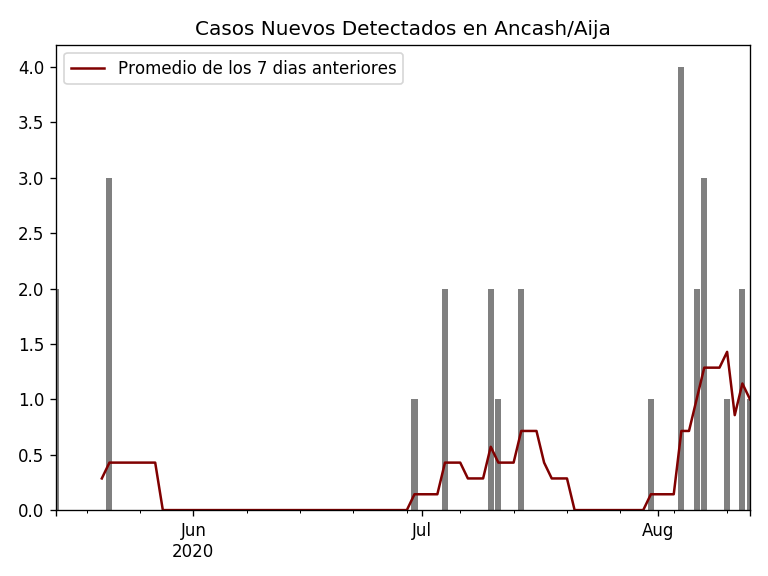 Casos Nuevos Detectados en Ancash/Aija
Promedio de los 7 dias anteriores
4.0
3.5
3.0
2.5
2.0
1.5
1.0
0.5
0.0
Jun
2020
Jul
Aug